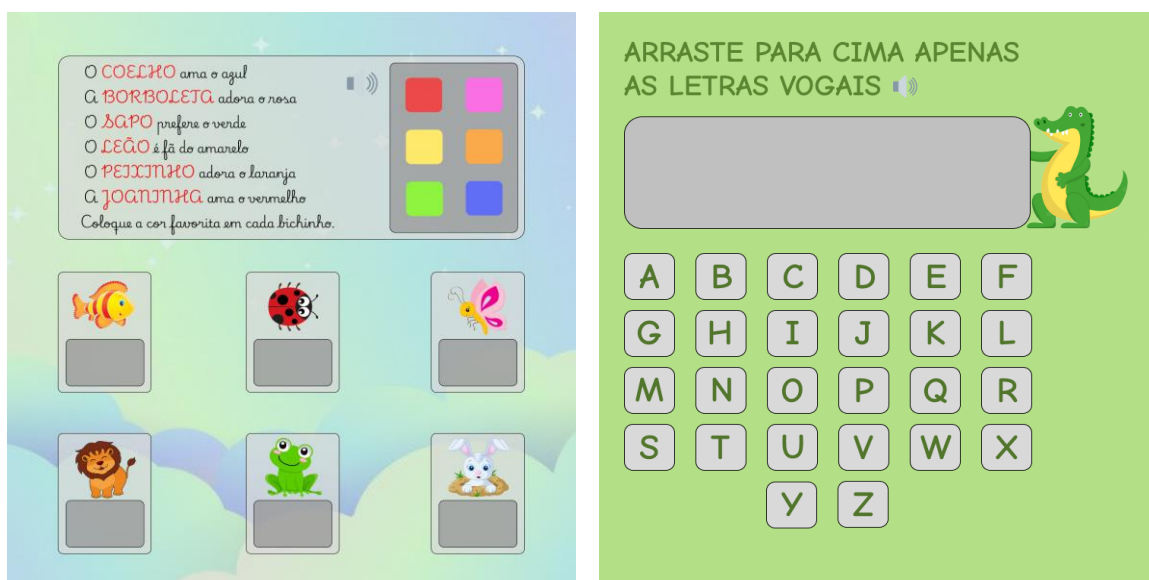 O COELHO ama o azul
A BORBOLETA adora o rosa
O SAPO prefere o verde
O LEÃO é fã do amarelo
O PEIXINHO adora o laranja
A JOANINHA ama o vermelho
Coloque a cor favorita em cada bichinho.
ARRASTE PARA CIMA APENAS
AS LETRAS VOGAIS
A B C D E F
G H I J K L
M N O P Q R
S T U V W X
Y Z